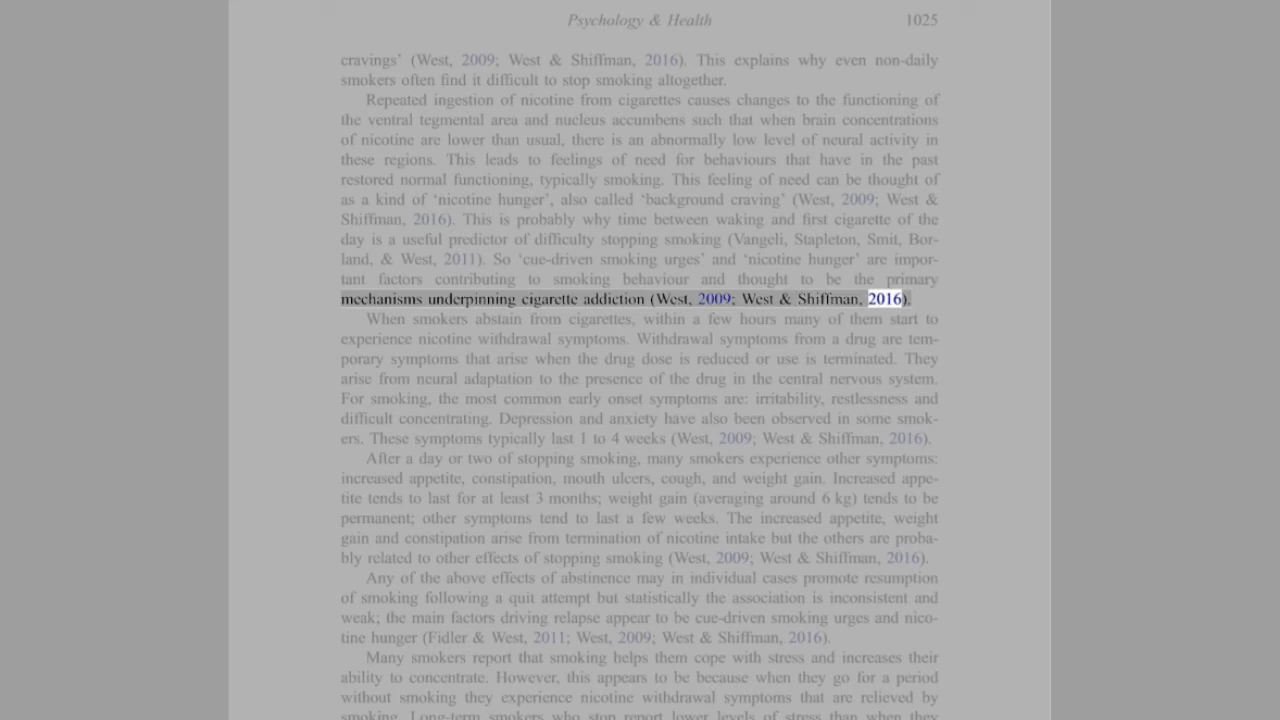 Psychology & Health 1025
cravings’ (West, 2009; West & Shiffman, 2016). This explains why even non-daily
smokers often find it difficult to stop smoking altogether.
Repeated ingestion of nicotine from cigarettes causes changes to the functioning of
the ventral tegmental area and nucleus accumbens such that when brain concentrations
of nicotine are lower than usual, there is an abnormally low level of neural activity in
these regions. This leads to feelings of need for behaviours that have in the past
restored normal functioning, typically smoking. This feeling of need can be thought of
as a kind of ‘nicotine hunger’, also called ‘background craving’ (West, 2009; West &
Shiffman, 2016). This is probably why time between waking and first cigarette of the
day is a useful predictor of difficulty stopping smoking (Vangeli, Stapleton, Smit, Bor-
land, & West, 2011). So ‘cue-driven smoking urges’ and ‘nicotine hunger’ are impor-
tant factors contributing to smoking behaviour and thought to be the primary
mechanisms underpinning cigarette addiction (West, 2009; West & Shiffman, 2016).
When smokers abstain from cigarettes, within a few hours many of them start to
experience nicotine withdrawal symptoms. Withdrawal symptoms from a drug are tem-
porary symptoms that arise when the drug dose is reduced or use is terminated. They
arise from neural adaptation to the presence of the drug in the central nervous system.
For smoking, the most common early onset symptoms are: irritability, restlessness and
difficult concentrating. Depression and anxiety have also been observed in some smok-
ers. These symptoms typically last 1 to 4 weeks (West, 2009; West & Shiffman, 2016).
After a day or two of stopping smoking, many smokers experience other symptoms:
increased appetite, constipation, mouth ulcers, cough, and weight gain. Increased appe-
tite tends to last for at least 3 months; weight gain (averaging around 6 kg) tends to be
permanent; other symptoms tend to last a few weeks. The increased appetite, weight
gain and constipation arise from termination of nicotine intake but the others are proba-
bly related to other effects of stopping smoking (West, 2009; West & Shiffman, 2016).
Any of the above effects of abstinence may in individual cases promote resumption
of smoking following a quit attempt but statistically the association is inconsistent and
weak; the main factors driving relapse appear to be cue-driven smoking urges and nico-
tine hunger (Fidler & West, 2011; West, 2009; West & Shiffman, 2016).
Many smokers report that smoking helps them cope with stress and increases their
ability to concentrate. However, this appears to be because when they go for a period
without smoking they experience nicotine withdrawal symptoms that are relieved by
smoking. Long-term smokers who stop report lower levels of stress than when they